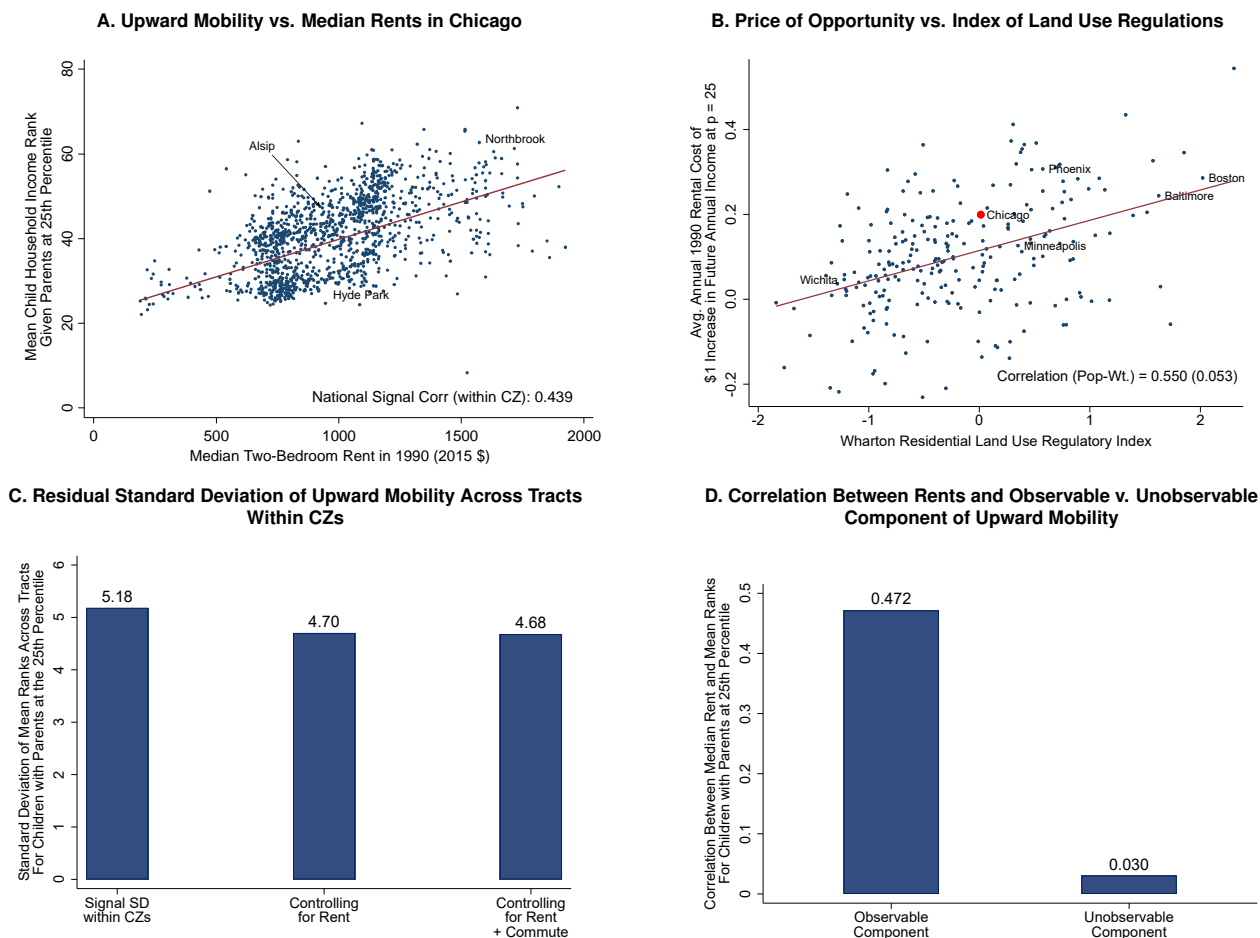 A. Upward Mobility vs. Median Rents in Chicago
Mean Child Household Income Rank
Given Parents at 25th Percentile
80
60
40
20
0
Alsip
Northbrook
Hyde Park
National Signal Corr (within CZ): 0.439
0
500
1000
1500
2000
Median Two-Bedroom Rent in 1990 (2015 $)
B. Price of Opportunity vs. Index of Land Use Regulations
Avg. Annual 1990 Rental Cost of
$1 Increase in Future Annual Income at p = 25
0.4
0.2
0.0
-0.2
Phoenix
Boston
Baltimore
Chicago
Minneapolis
Wichita
Correlation (Pop-Wt.) = 0.550 (0.053)
-2
-1
0
1
2
Wharton Residential Land Use Regulatory Index
C. Residual Standard Deviation of Upward Mobility Across Tracts
Within CZs
Standard Deviation of Mean Ranks Across Tracts
For Children with Parents at the 25th Percentile
6
5
4
3
2
1
0
5.18
4.70
4.68
Signal SD
within CZs
Controlling
for Rent
Controlling
for Rent
+ Commute
D. Correlation Between Rents and Observable v. Unobservable
Component of Upward Mobility
Correlation Between Median Rent and Mean Ranks
For Children with Parents at 25th Percentile
0.5
0.4
0.3
0.2
0.1
0
0.472
0.030
Observable
Component
Unobservable
Component